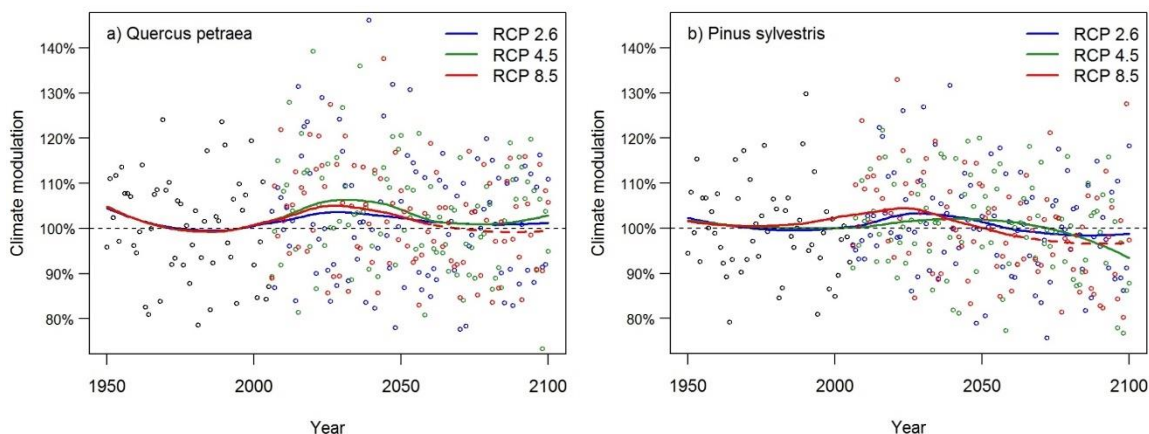 a) Quercus petraea
RCP 2.6
RCP 4.5
RCP 8.5
140%
130%
120%
110%
100%
90%
80%
Climate modulation
1950
2000
2050
2100
Year
b) Pinus sylvestris
RCP 2.6
RCP 4.5
RCP 8.5
140%
130%
120%
110%
100%
90%
80%
Climate modulation
1950
2000
2050
2100
Year